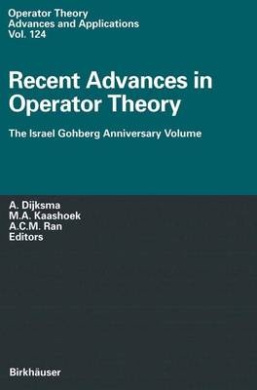 Operator Theory
Advances and Applications
Vol. 124
Recent Advances in
Operator Theory
The Israel Gohberg Anniversary Volume
A. Dijksma
M.A. Kaashoek
A.C.M. Ran
Editors
Birkhäuser